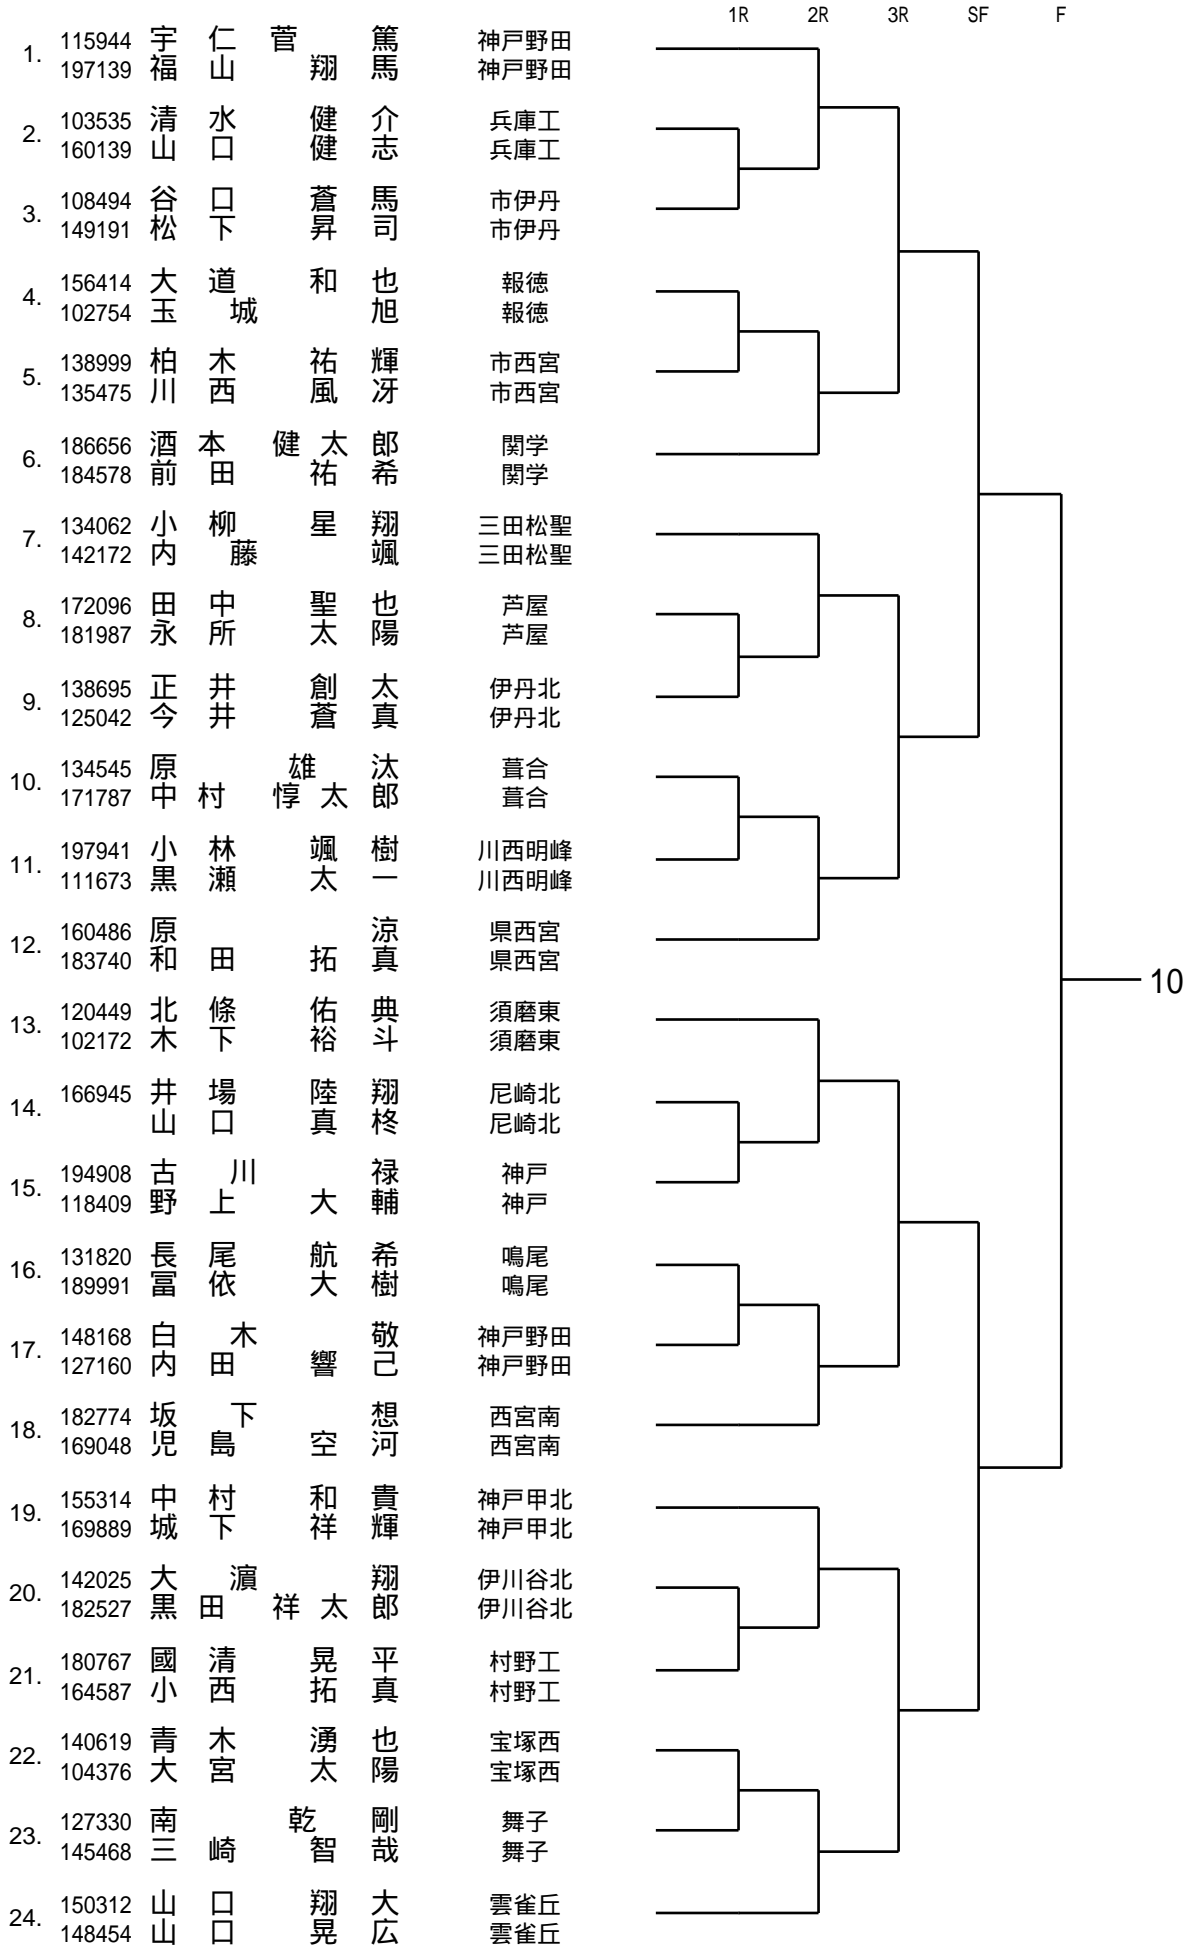 1R 2R 3R SF F
1. 115944 宇仁菅 篤 神戸野田
197139 福山 翔馬 神戸野田
2. 103535 清水 健介 兵庫工
160139 山口 健志 兵庫工
3. 108494 谷口 蒼馬 市伊丹
149191 松下 昇司 市伊丹
4. 156414 大道 和也 報徳
102754 玉城 旭 報徳
5. 138999 柏木 祐輝 市西宮
135475 川西 風冴 市西宮
6. 186656 酒本 健太郎 関学
184578 前田 祐希 関学
7. 134062 小柳 星翔 三田松聖
142172 内藤 颯 三田松聖
8. 172096 田中 聖也 芦屋
181987 永所 太陽 芦屋
9. 138695 正井 創太 伊丹北
125042 今井 蒼真 伊丹北
10. 134545 原 雄汰 葺合
171787 中村 惇太郎 葺合
11. 197941 小林 颯樹 川西明峰
111673 黒瀬 太一 川西明峰
12. 160486 原 涼 県西宮
183740 和田 拓真 県西宮
10
13. 120449 北條 佑典 須磨東
102172 木下 裕斗 須磨東
14. 166945 井場 陸翔 尼崎北
山口 真柊 尼崎北
15. 194908 古川 禄 神戸
118409 野上 大輔 神戸
16. 131820 長尾 航希 鳴尾
189991 冨依 大樹 鳴尾
17. 148168 白木 敬 神戸野田
127160 内田 響己 神戸野田
18. 182774 坂下 想 西宮南
169048 児島 空河 西宮南
19. 155314 中村 和貴 神戸甲北
169889 城下 祥輝 神戸甲北
20. 142025 大濵 翔 伊川谷北
182527 黒田 祥太郎 伊川谷北
21. 180767 國清 晃平 村野工
164587 小西 拓真 村野工
22. 140619 青木 湧也 宝塚西
104376 大宮 太陽 宝塚西
23. 127330 南 乾剛 舞子
145468 三崎 智哉 舞子
24. 150312 山口 翔大 雲雀丘
148454 山口 晃広 雲雀丘